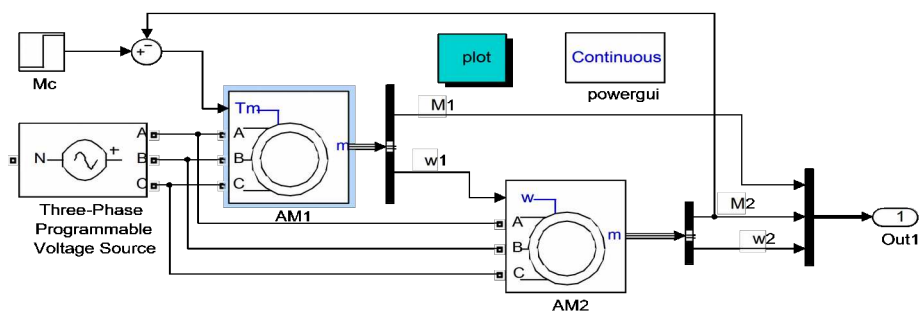 plot
Continuous
powergui
Mc
+
−
Tm
A
B
C
m
AM1
M1
w1
N
+
A
B
C
Three-Phase
Programmable
Voltage Source
w
A
B
C
m
AM2
M2
w2
1
Out1